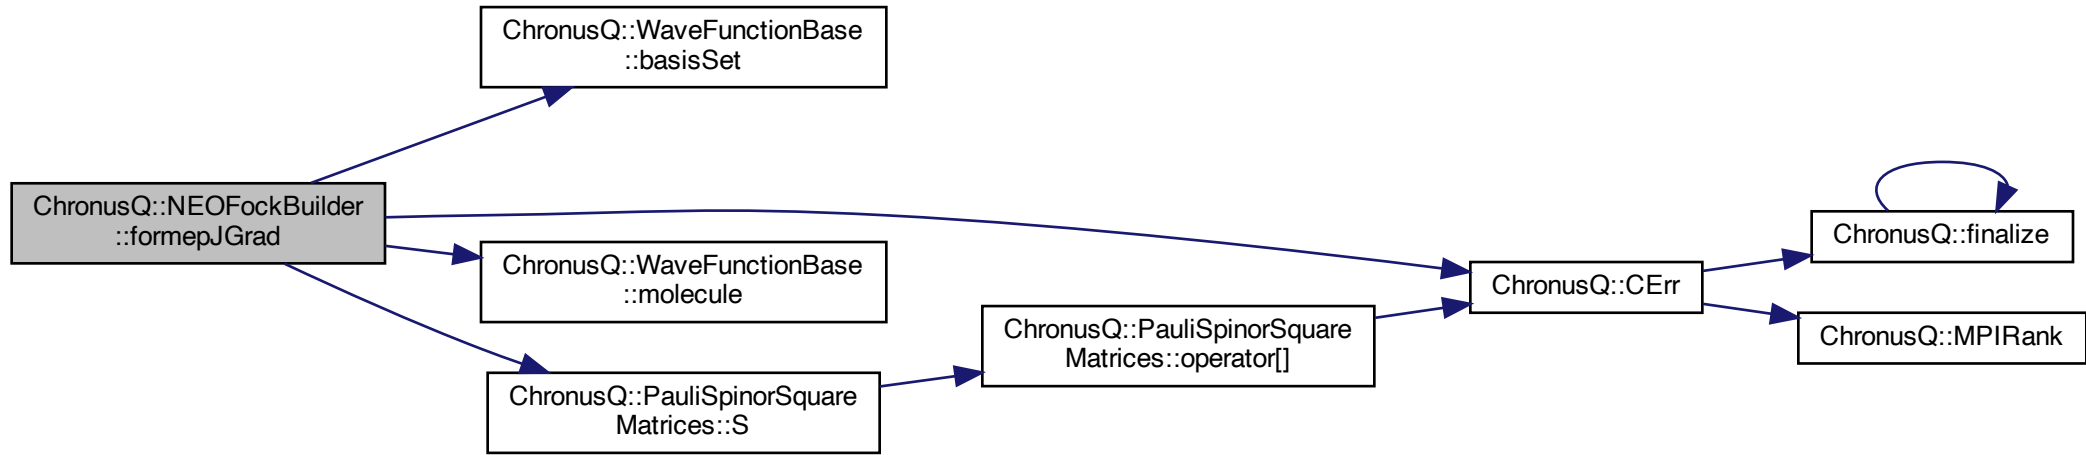 ChronusQ::WaveFunctionBase
::basisSet
ChronusQ::NEOFockBuilder
::formepJGrad
ChronusQ::WaveFunctionBase
::molecule
ChronusQ::PauliSpinorSquare
Matrices::S
ChronusQ::PauliSpinorSquare
Matrices::operator[]
ChronusQ::CErr
ChronusQ::finalize
ChronusQ::MPIRank